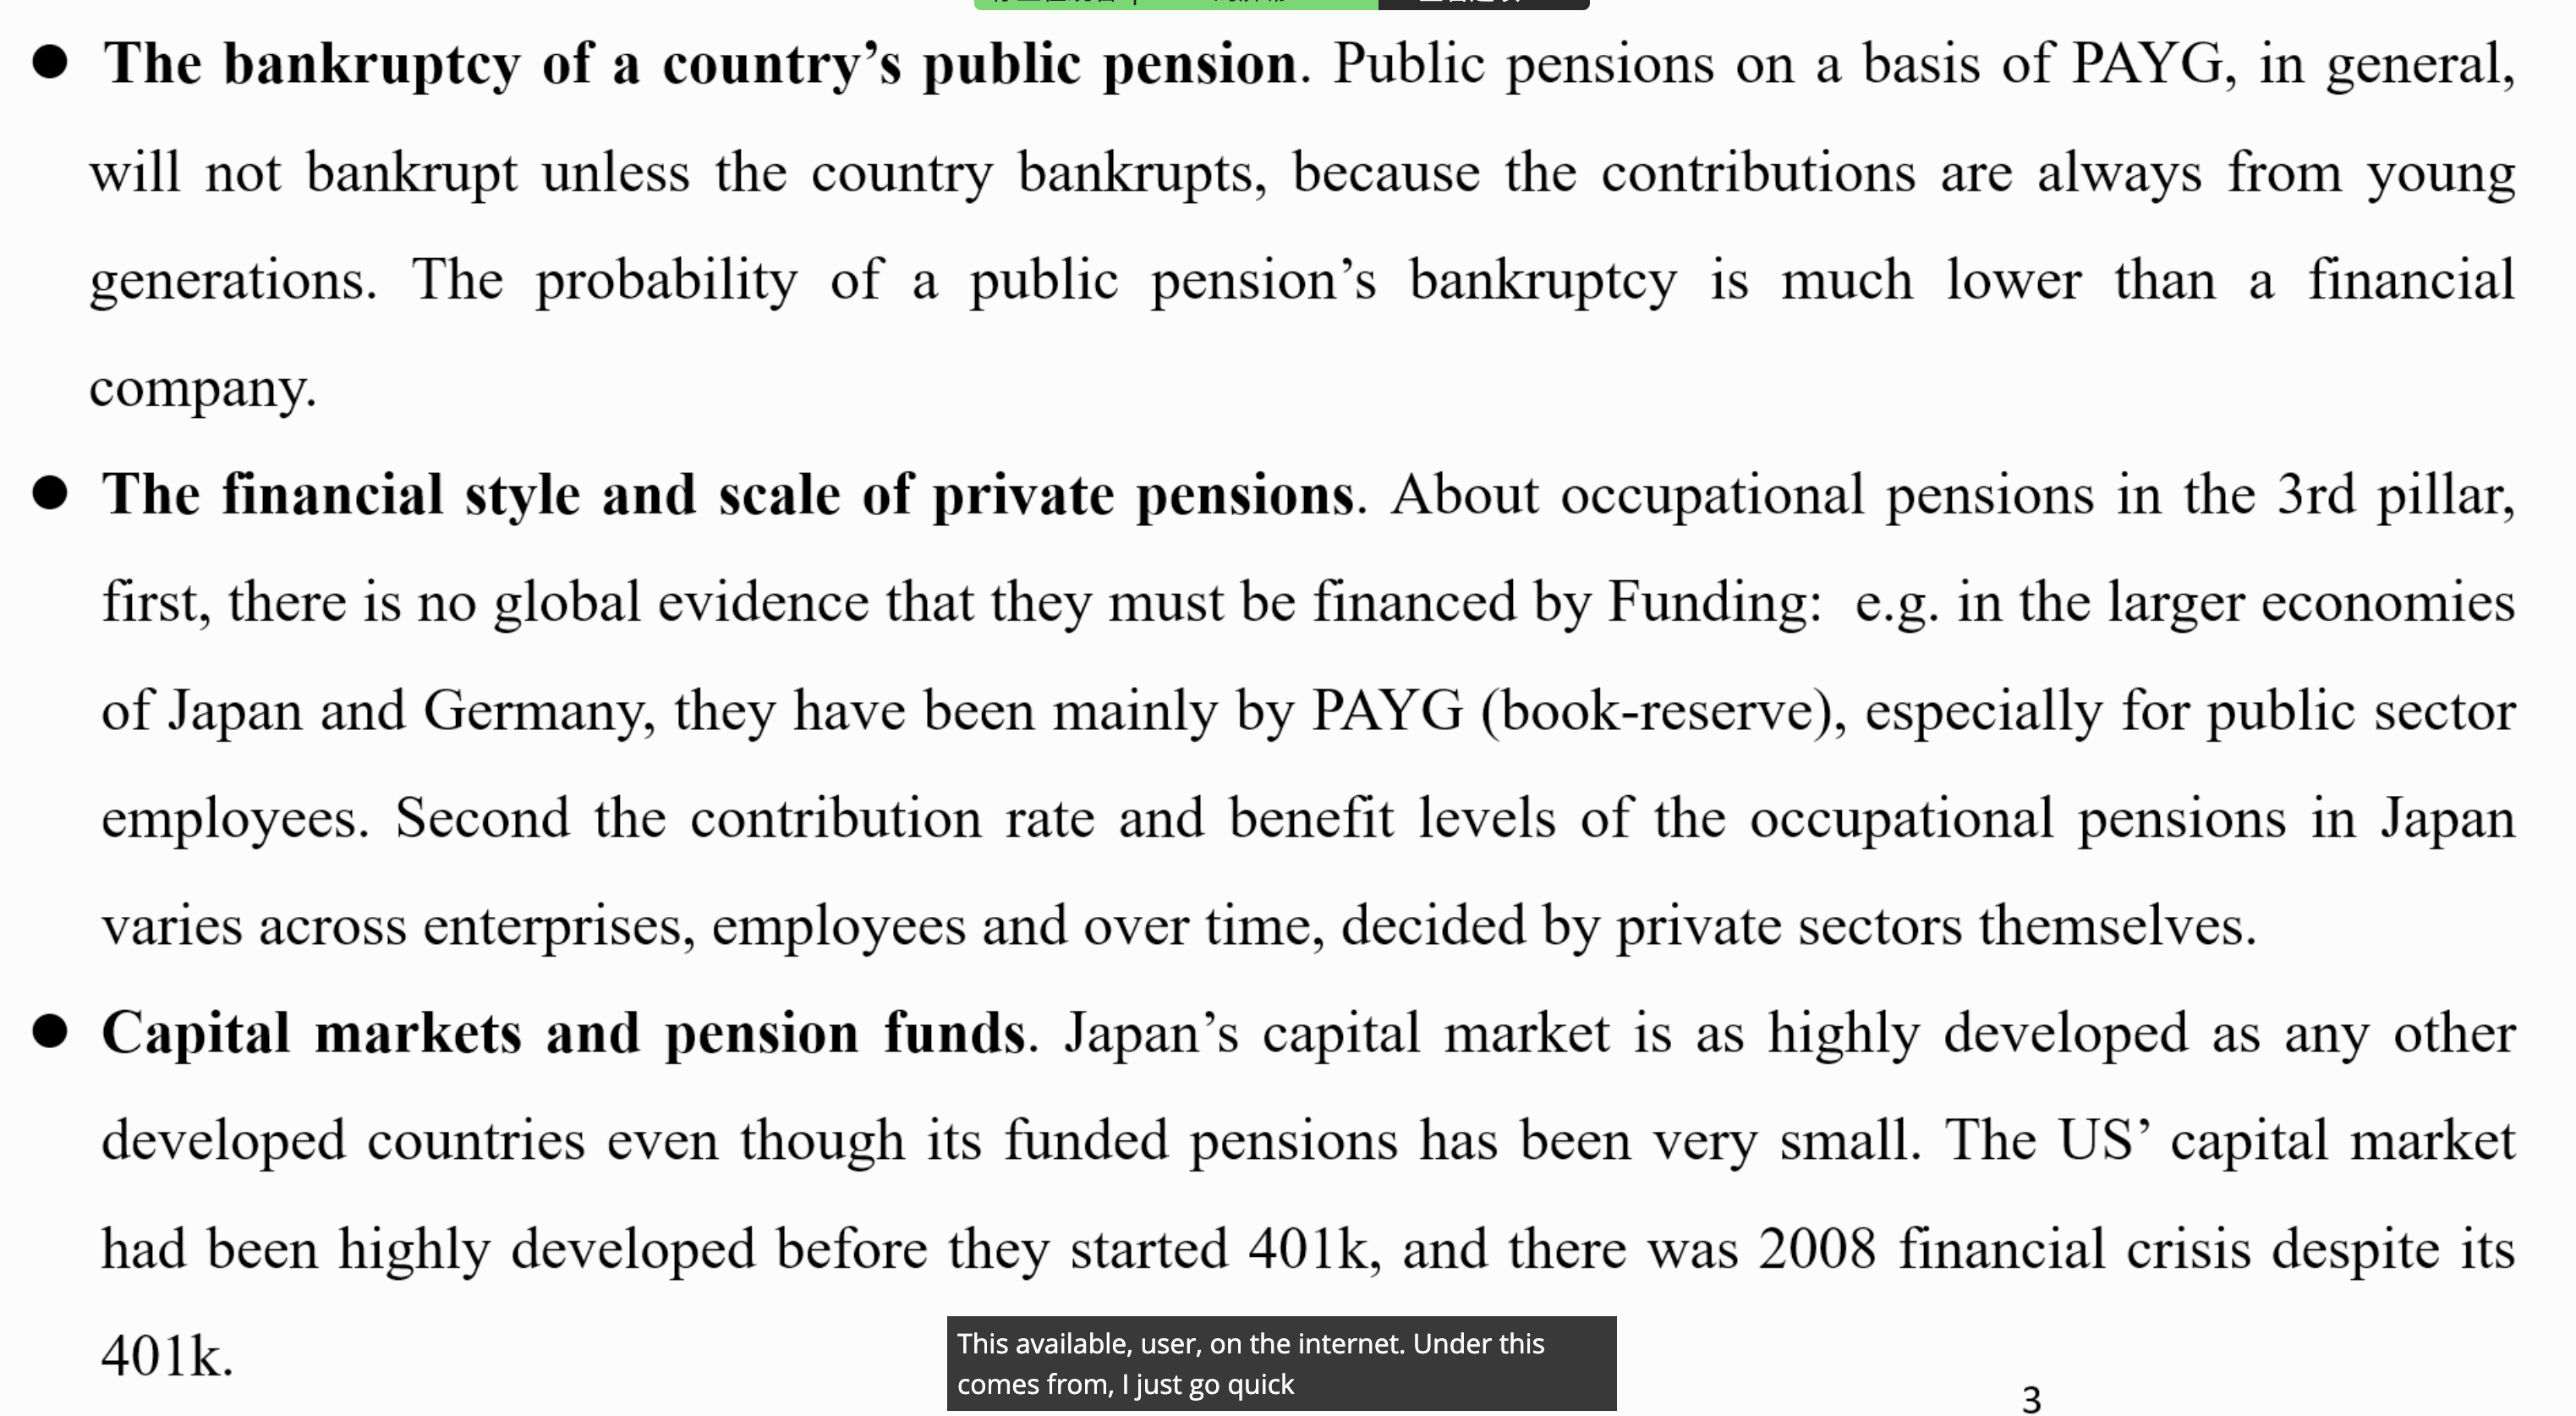 ● The bankruptcy of a country’s public pension. Public pensions on a basis of PAYG, in general,
will not bankrupt unless the country bankrupts, because the contributions are always from young
generations. The probability of a public pension’s bankruptcy is much lower than a financial
company.
● The financial style and scale of private pensions. About occupational pensions in the 3rd pillar,
first, there is no global evidence that they must be financed by Funding:  e.g. in the larger economies
of Japan and Germany, they have been mainly by PAYG (book-reserve), especially for public sector
employees. Second the contribution rate and benefit levels of the occupational pensions in Japan
varies across enterprises, employees and over time, decided by private sectors themselves.
● Capital markets and pension funds. Japan’s capital market is as highly developed as any other
developed countries even though its funded pensions has been very small. The US’ capital market
had been highly developed before they started 401k, and there was 2008 financial crisis despite its
401k.
This available, user, on the internet. Under this
comes from, I just go quick
3